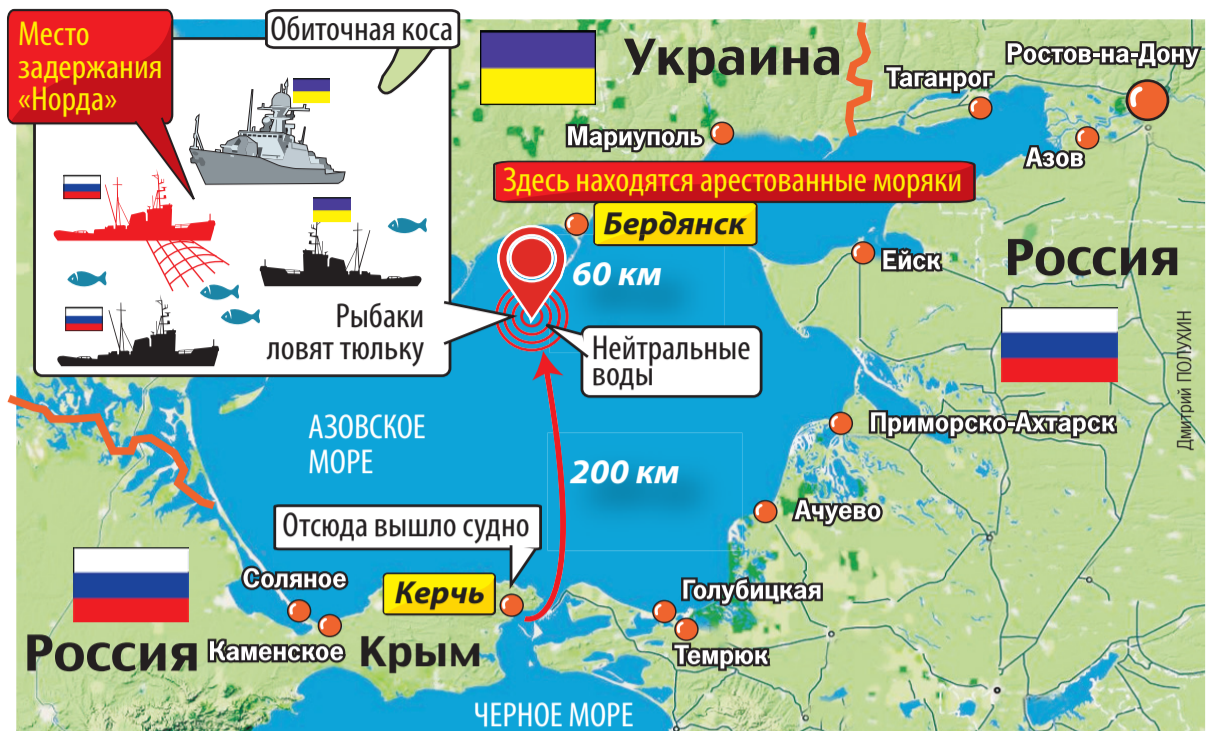 Место
задержания
«Норда»
Обиточная коса
Украина
Ростов-на-Дону
Таганрог
Мариуполь
Азов
Здесь находятся арестованные моряки
Бердянск
60 км
Ейск
Россия
Рыбаки
ловят тюльку
Нейтральные
воды
Дмитрий ПОЛУХИН
АЗОВСКОЕ
МОРЕ
Приморско-Ахтарск
200 км
Ачуево
Отсюда вышло судно
Соляное
Керчь
Голубицкая
Россия
Каменское
Крым
Темрюк
ЧЕРНОЕ МОРЕ